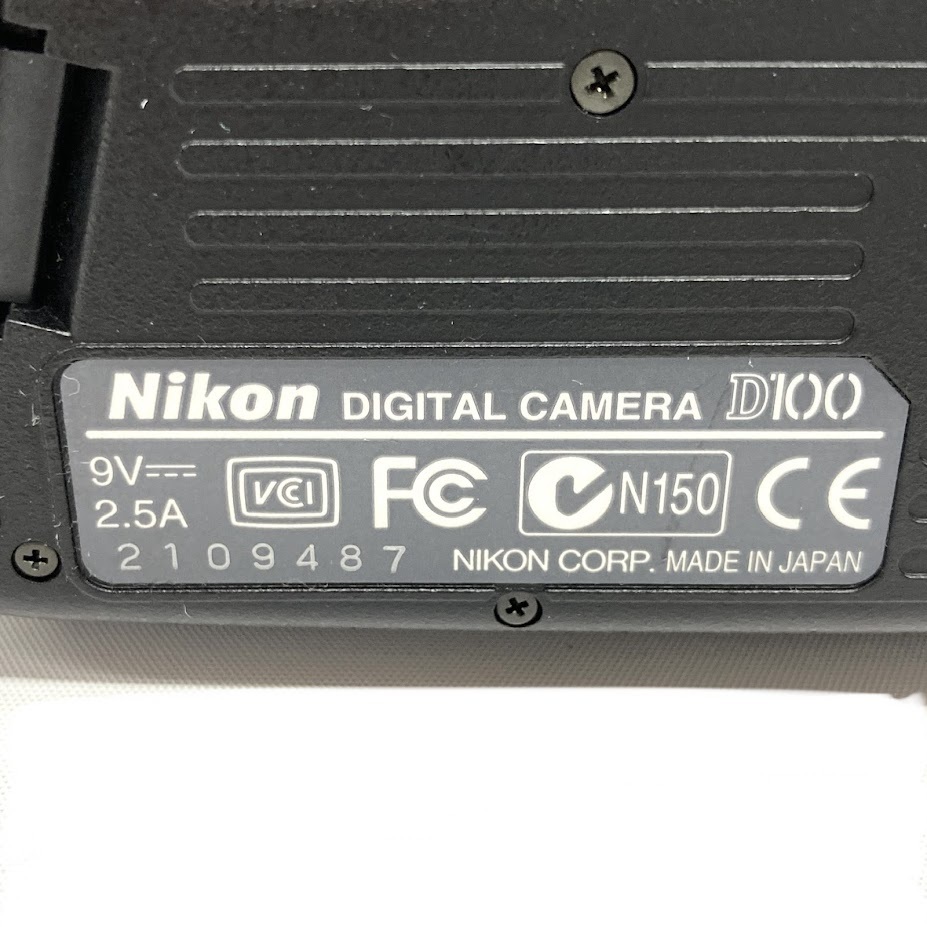 Nikon DIGITAL CAMERA D100
9V VCI FC N150 CE
2.5A
2109487 NIKON CORP. MADE IN JAPAN